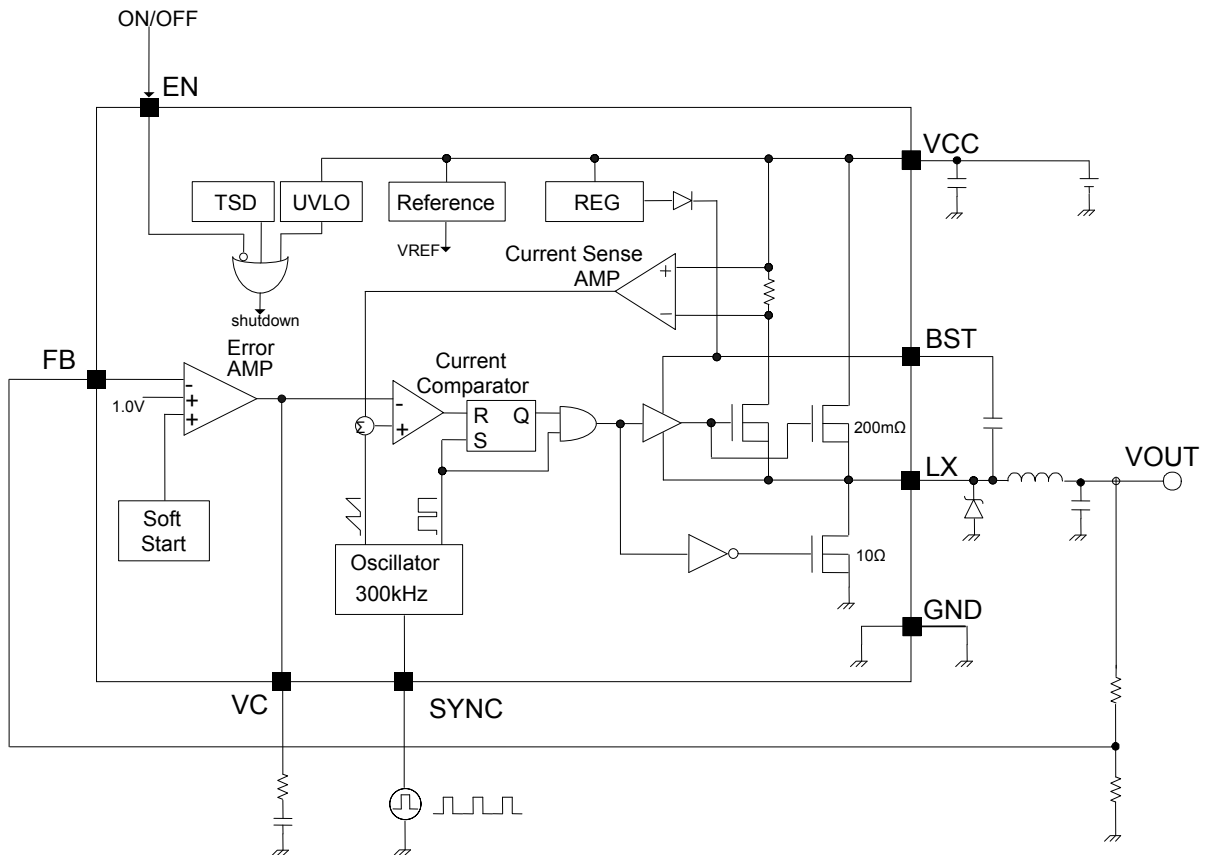 ON/OFF
EN
VCC
TSD
UVLO
Reference
REG
VREF
Current Sense
AMP
+
−
shutdown
BST
FB
Error
AMP
Current
Comparator
-
+
+
1.0V
-
+
Σ
R
Q
S
200mΩ
LX
VOUT
Soft
Start
Oscillator
300kHz
10Ω
GND
VC
SYNC